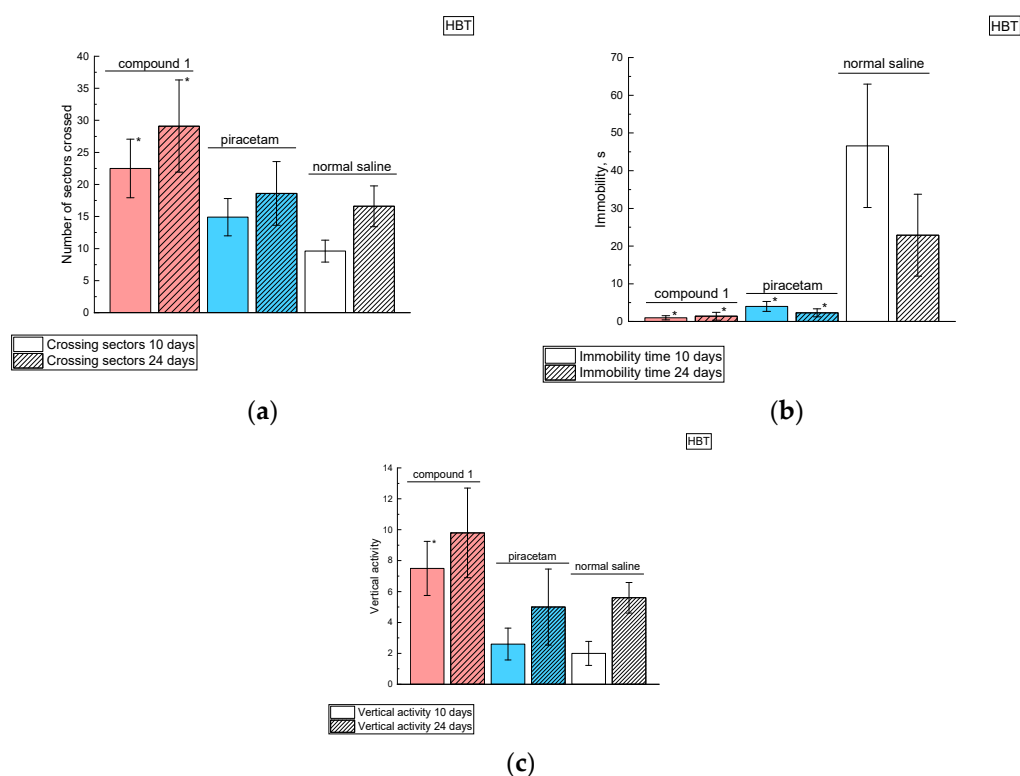 HBT
compound 1
*
*
piracetam
normal saline
Number of sectors crossed
40
35
30
25
20
15
10
5
0
Crossing sectors 10 days
Crossing sectors 24 days
(a)
HBT
normal saline
compound 1
piracetam
*
*
*
*
Immobility, s
70
60
50
40
30
20
10
0
Immobility time 10 days
Immobility time 24 days
(b)
HBT
compound 1
*
piracetam
normal saline
Vertical activity
14
12
10
8
6
4
2
0
Vertical activity 10 days
Vertical activity 24 days
(c)